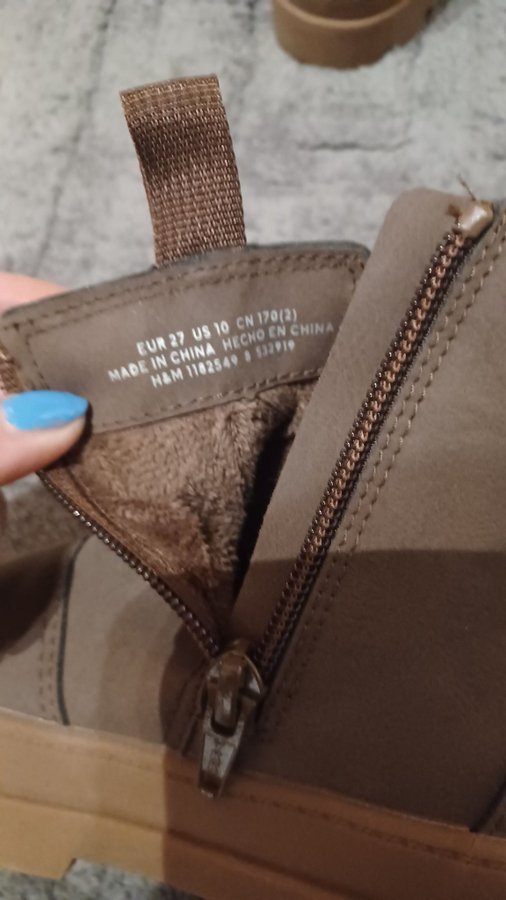 EUR 27 US 10 CN 170(2)
MADE IN CHINA HECHO EN CHINA
H&M 1182549 8 532919